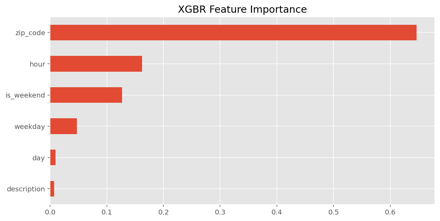 XGBR Feature Importance
zip_code
hour
is_weekend
weekday
day
description
0.0 0.1 0.2 0.3 0.4 0.5 0.6